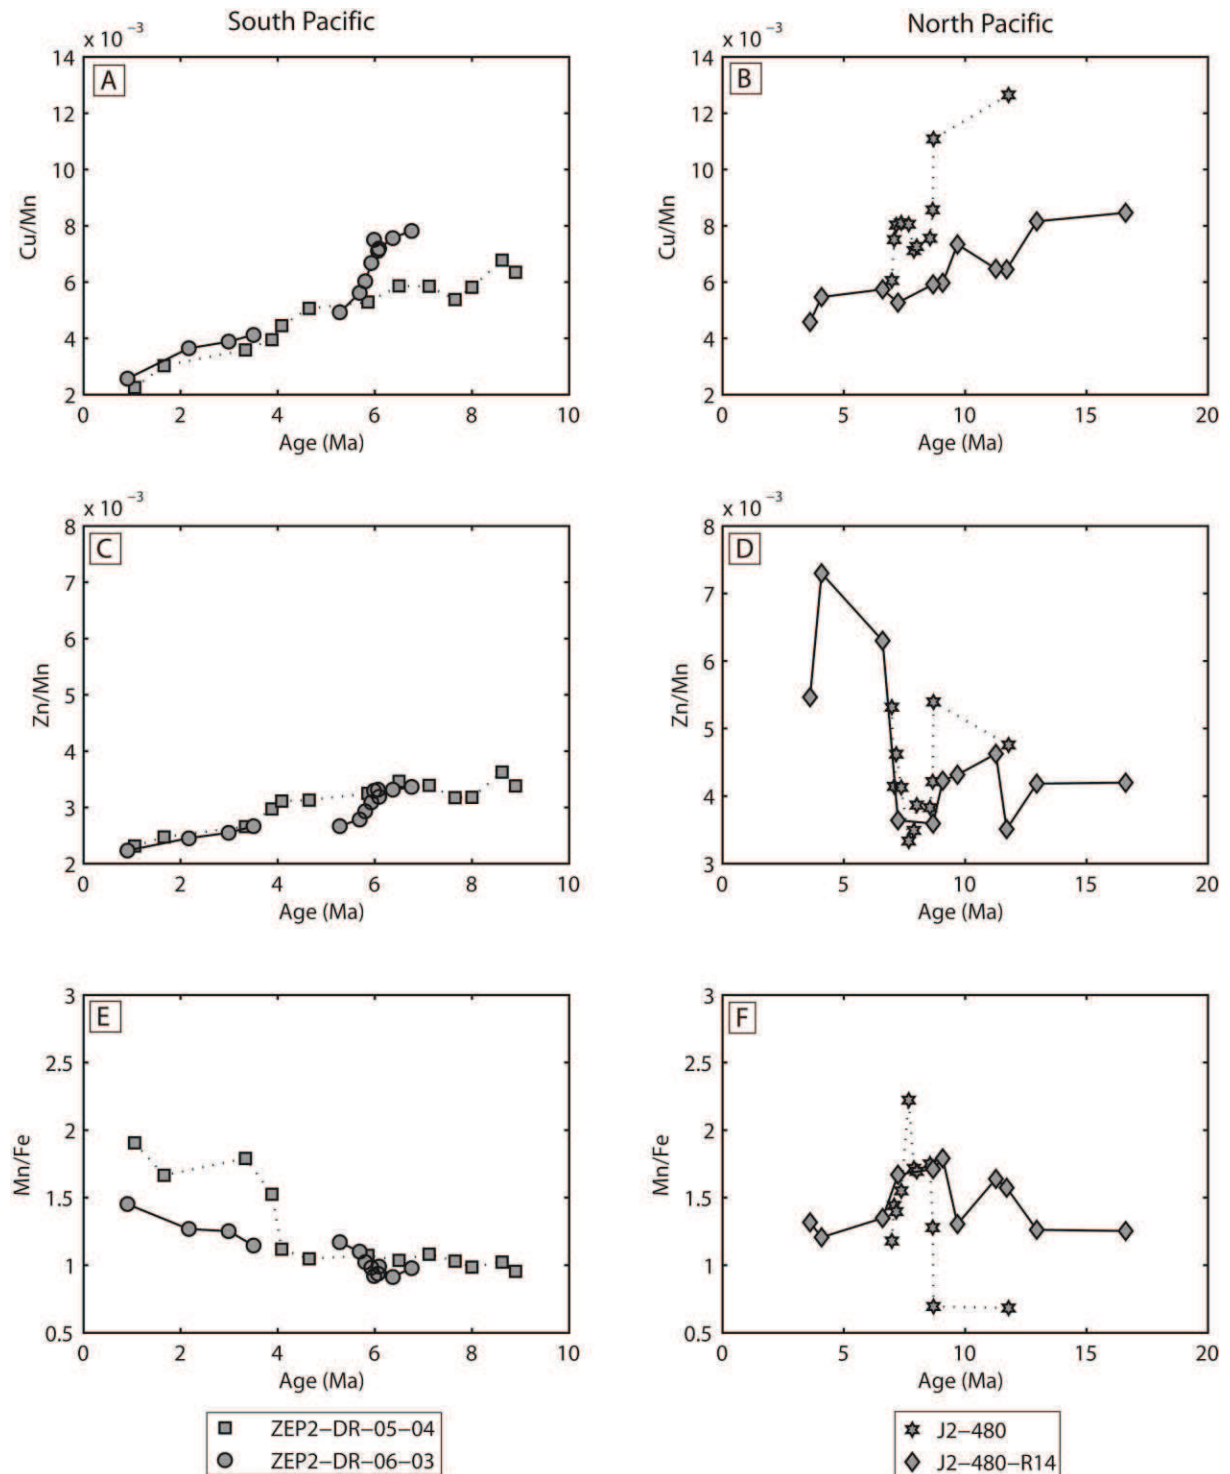 South Pacific
North Pacific
x 10 −3
x 10 −3
14
12
10
8
6
4
2
Cu/Mn
A
0 2 4 6 8 10
Age (Ma)
14
12
10
8
6
4
2
Cu/Mn
B
0 5 10 15 20
Age (Ma)
x 10 −3
x 10 −3
8
7
6
5
4
3
2
Zn/Mn
C
0 2 4 6 8 10
Age (Ma)
8
7
6
5
4
3
Zn/Mn
D
0 5 10 15 20
Age (Ma)
3
2.5
2
1.5
1
0.5
Mn/Fe
E
0 2 4 6 8 10
Age (Ma)
3
2.5
2
1.5
1
0.5
Mn/Fe
F
0 5 10 15 20
Age (Ma)
ZEP2−DR−05−04
ZEP2−DR−06−03
J2−480
J2−480−R14